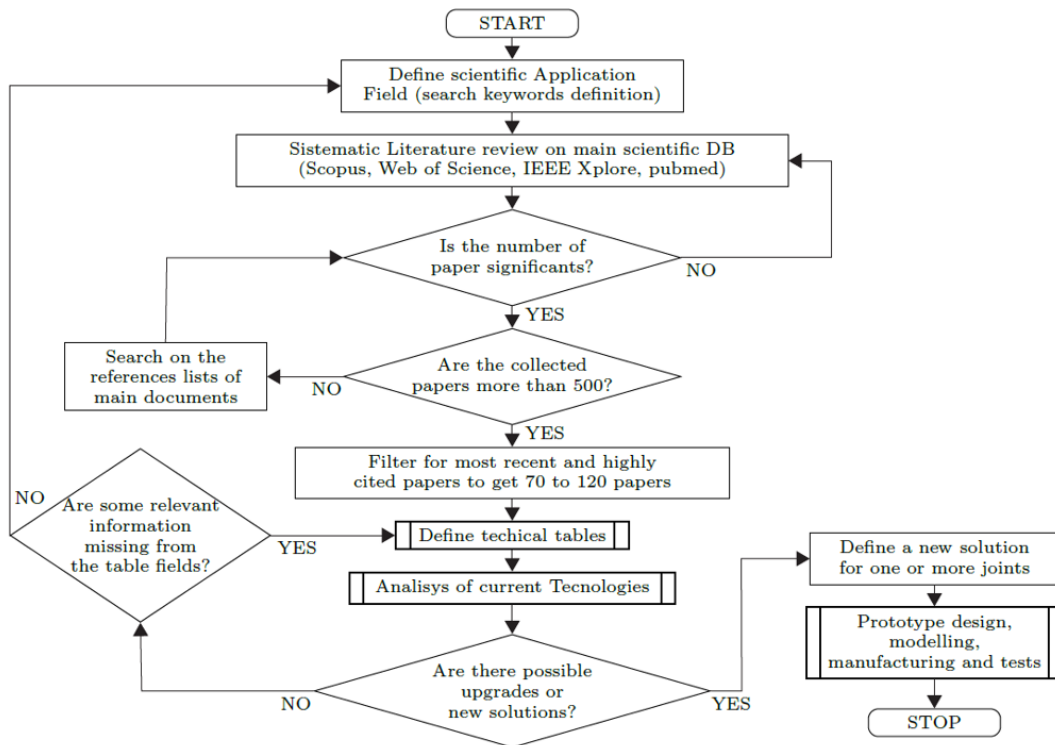 START
Define scientific Application
Field (search keywords definition)
Sistematic Literature review on main scientific DB
(Scopus, Web of Science, IEEE Xplore, pubmed)
Is the number of
paper significants?
NO
YES
Search on the
references lists of
main documents
NO
Are the collected
papers more than 500?
YES
Filter for most recent and highly
cited papers to get 70 to 120 papers
NO
Are some relevant
information
missing from
the table fields?
YES
Define techical tables
Analisys of current Tecnologies
Are there possible
upgrades or
new solutions?
NO
YES
Define a new solution
for one or more joints
Prototype design,
modelling,
manufacturing and tests
STOP